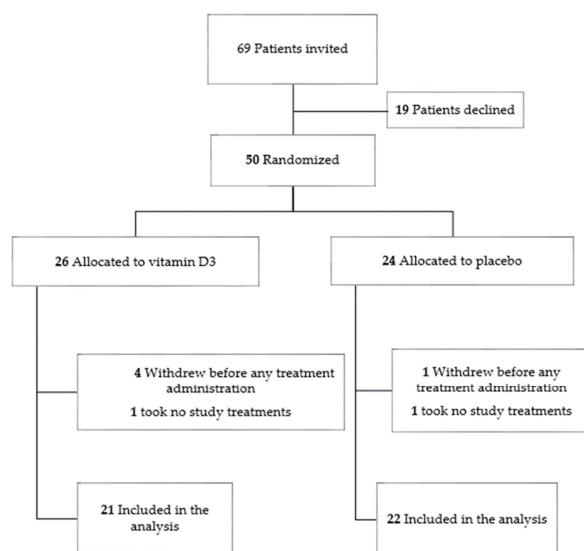 69 Patients invited
19 Patients declined
50 Randomized
26 Allocated to vitamin D3
24 Allocated to placebo
4 Withdrew before any treatment
administration
1 took no study treatments
1 Withdrew before any
treatment administration
1 took no study treatments
21 Included in the
analysis
22 Included in the analysis